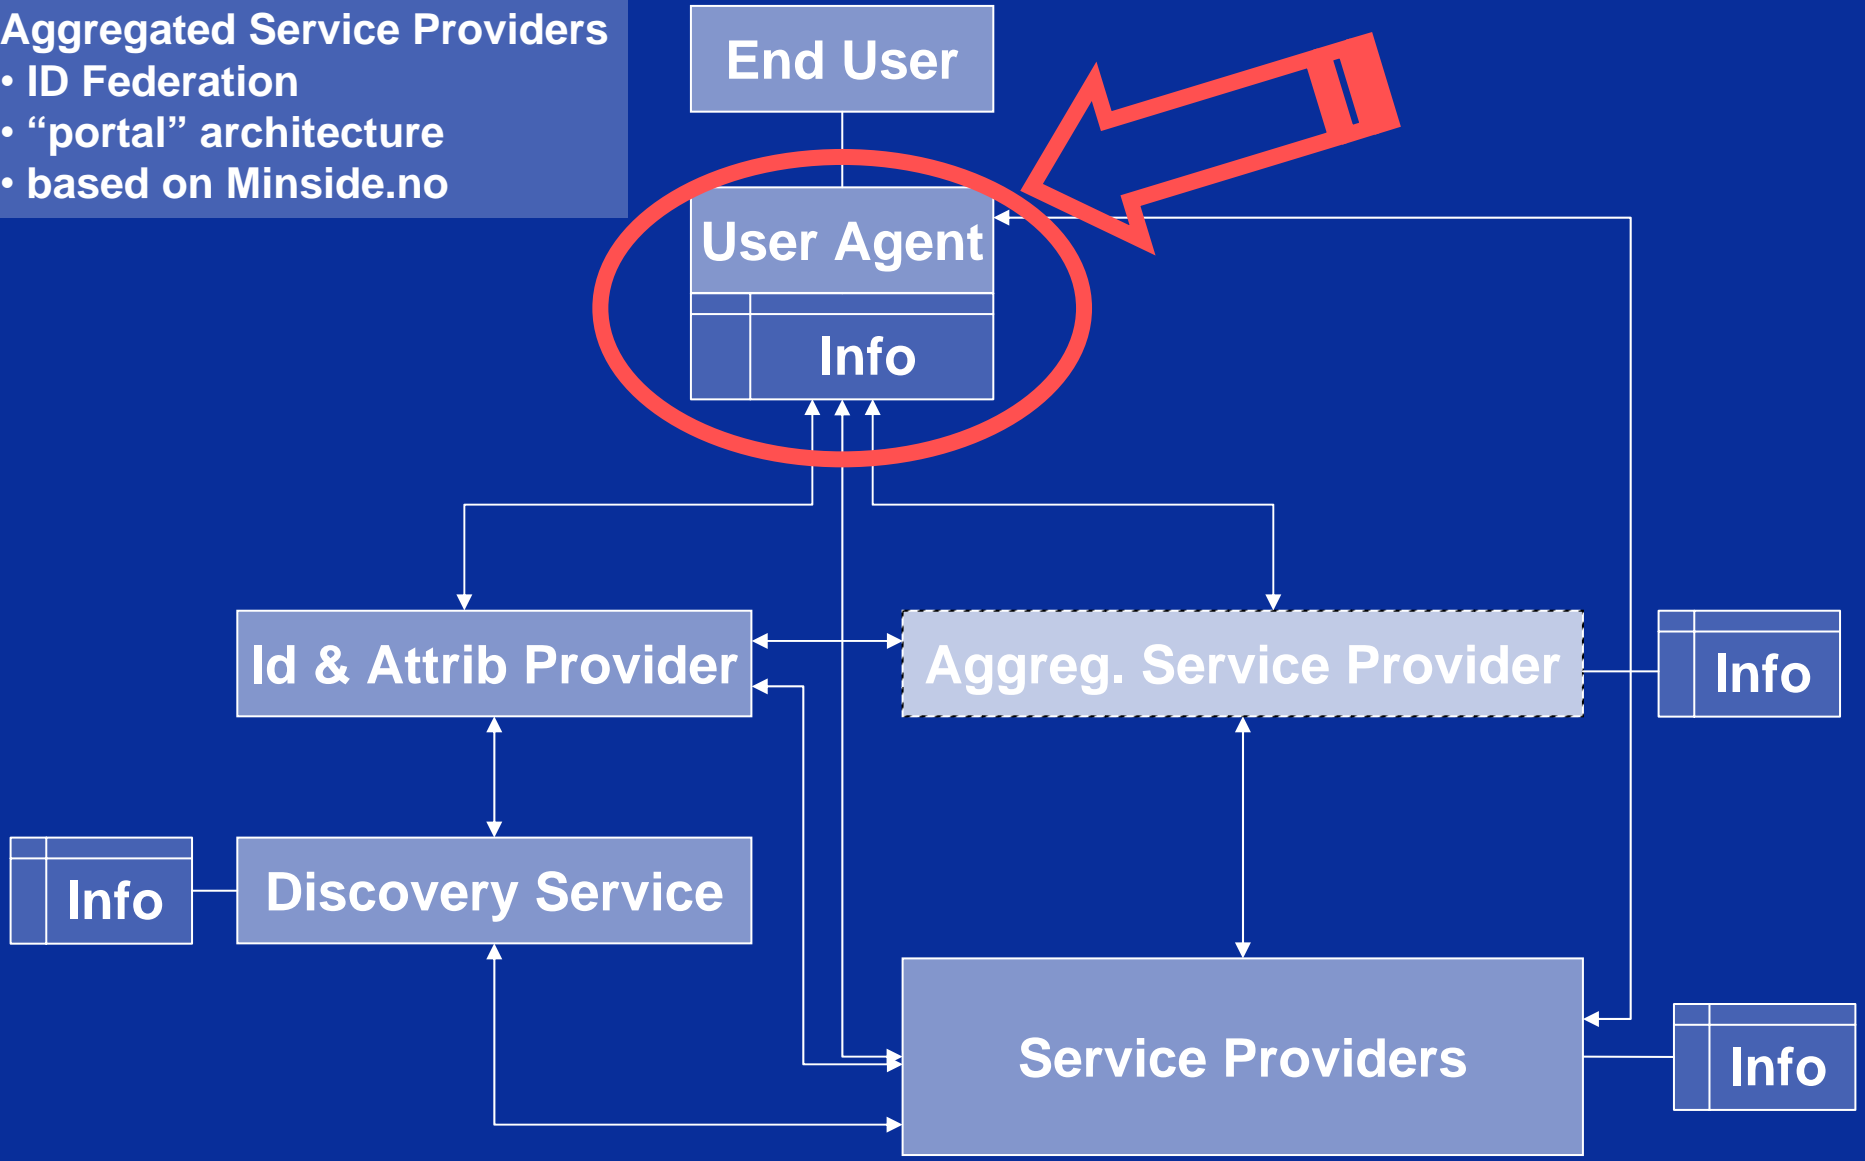 Aggregated Service Providers
• ID Federation
• “portal” architecture
• based on Minside.no
End User
User Agent
Info
Id & Attrib Provider
Aggreg. Service Provider
Info
Info
Discovery Service
Service Providers
Info